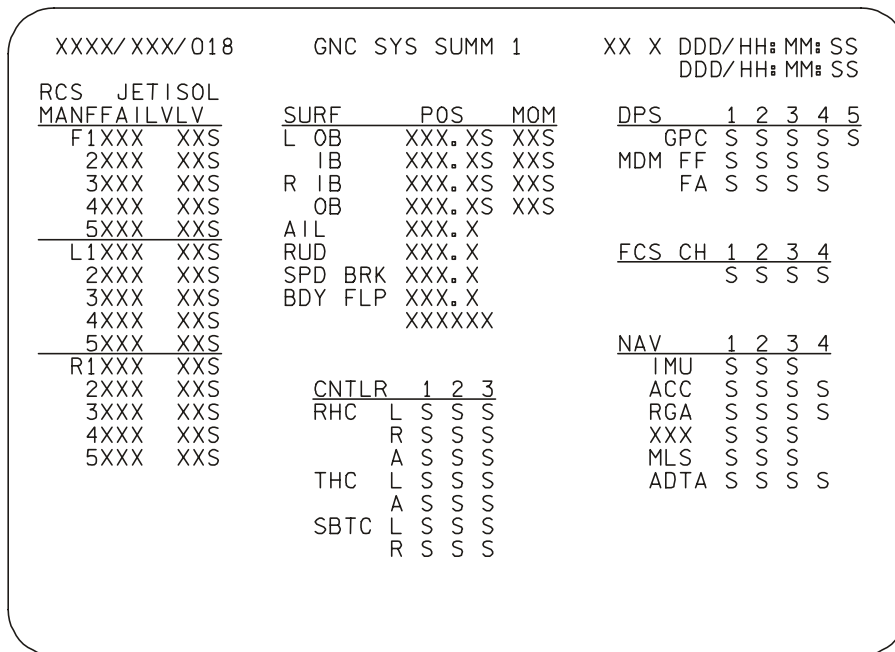 XXXX/XXX/018 GNC SYS SUMM 1 XX X DDD/HH:MM:SS
DDD/HH:MM:SS
RCS JETISOL
MANFFAILVLV
F1XXX XXS
2XXX XXS
3XXX XXS
4XXX XXS
5XXX XXS
L1XXX XXS
2XXX XXS
3XXX XXS
4XXX XXS
5XXX XXS
R1XXX XXS
2XXX XXS
3XXX XXS
4XXX XXS
5XXX XXS
SURF POS MOM
L OB XXX.XS XXS
IB XXX.XS XXS
R IB XXX.XS XXS
OB XXX.XS XXS
AIL XXX.X
RUD XXX.X
SPD BRK XXX.X
BDY FLP XXX.X
XXXXXX
CNTLR 1 2 3
RHC L S S S
R S S S
A S S S
THC L S S S
A S S S
SBTC L S S S
R S S S
DPS 1 2 3 4 5
GPC S S S S S
MDM FF S S S S
FA S S S S
FCS CH 1 2 3 4
S S S S
NAV 1 2 3 4
IMU S S S
ACC S S S S
RGA S S S S
XXX S S S
MLS S S S
ADTA S S S S